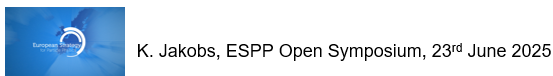 European Strategy
K. Jakobs, ESPP Open Symposium, 23rd June 2025